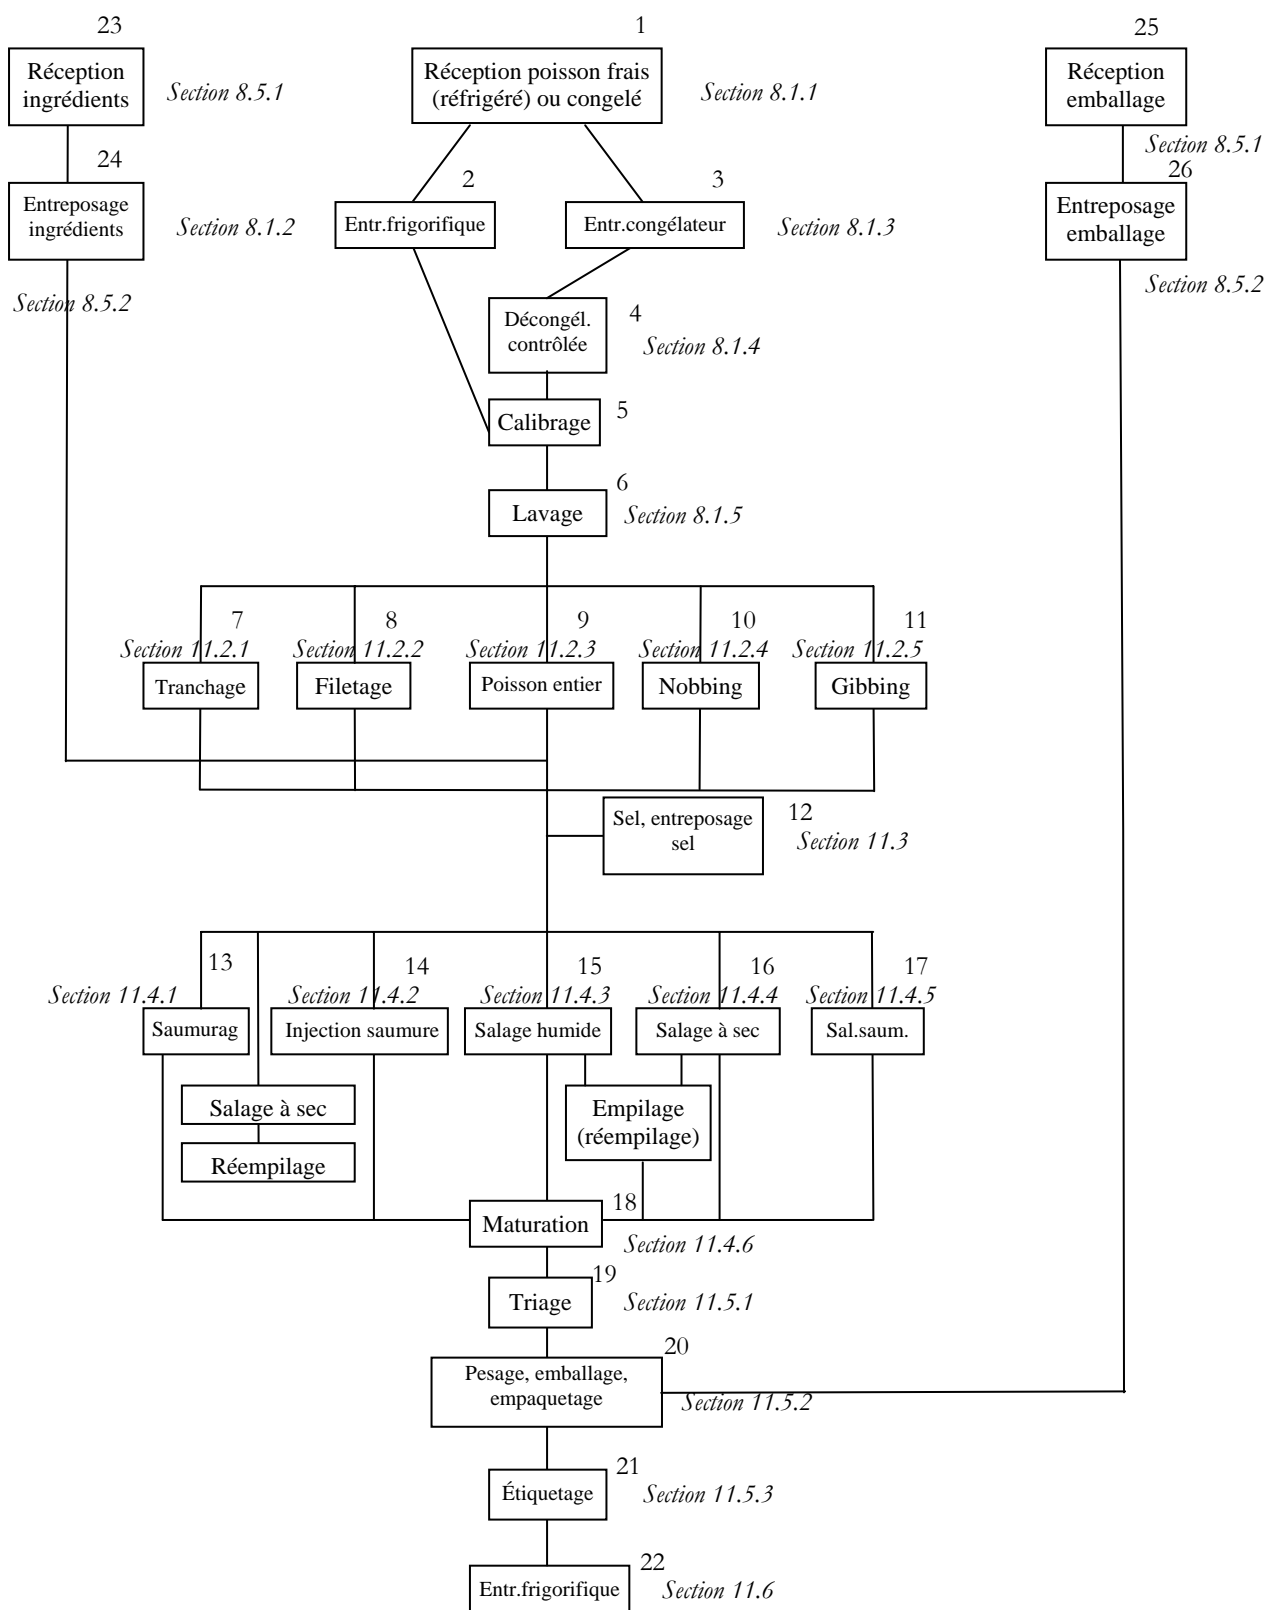 23
1
25
Réception
ingrédients
Section 8.5.1
Réception poisson frais
(réfrigéré) ou congelé
Section 8.1.1
Réception
emballage
Section 8.5.1
24
2
3
26
Entreposage
ingrédients
Section 8.1.2
Entr.frigorifique
Entr.congélateur
Section 8.1.3
Entreposage
emballage
Section 8.5.2
Section 8.5.2
Décongél.
contrôlée
4
Section 8.1.4
Calibrage
5
6
Lavage
Section 8.1.5
7
8
9
10
11
Section 11.2.1
Section 11.2.2
Section 11.2.3
Section 11.2.4
Section 11.2.5
Tranchage
Filetage
Poisson entier
Nobbing
Gibbing
Sel, entreposage
sel
12
Section 11.3
13
14
15
16
17
Section 11.4.1
Section 11.4.2
Section 11.4.3
Section 11.4.4
Section 11.4.5
Saumurag
Injection saumure
Salage humide
Salage à sec
Sal.saum.
Salage à sec
Réempilage
Empilage
(réempilage)
18
Maturation
Section 11.4.6
19
Triage
Section 11.5.1
20
Pesage, emballage,
empaquetage
Section 11.5.2
21
Étiquetage
Section 11.5.3
22
Entr.frigorifique
Section 11.6